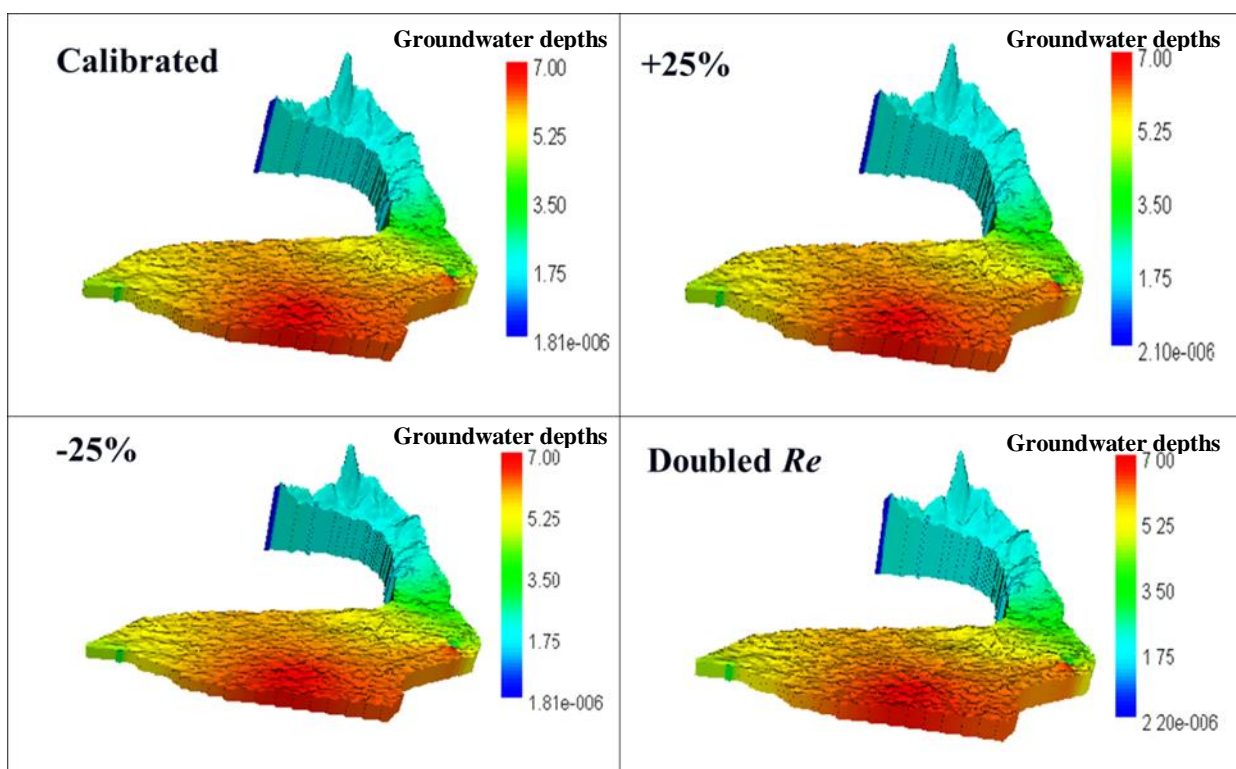 Calibrated
Groundwater depths
7.00
5.25
3.50
1.75
1.81e-006
+25%
Groundwater depths
7.00
5.25
3.50
1.75
2.10e-006
-25%
Groundwater depths
7.00
5.25
3.50
1.75
1.81e-006
Doubled Re
Groundwater depths
7 00
5 25
3 50
1 75
2 20e-006